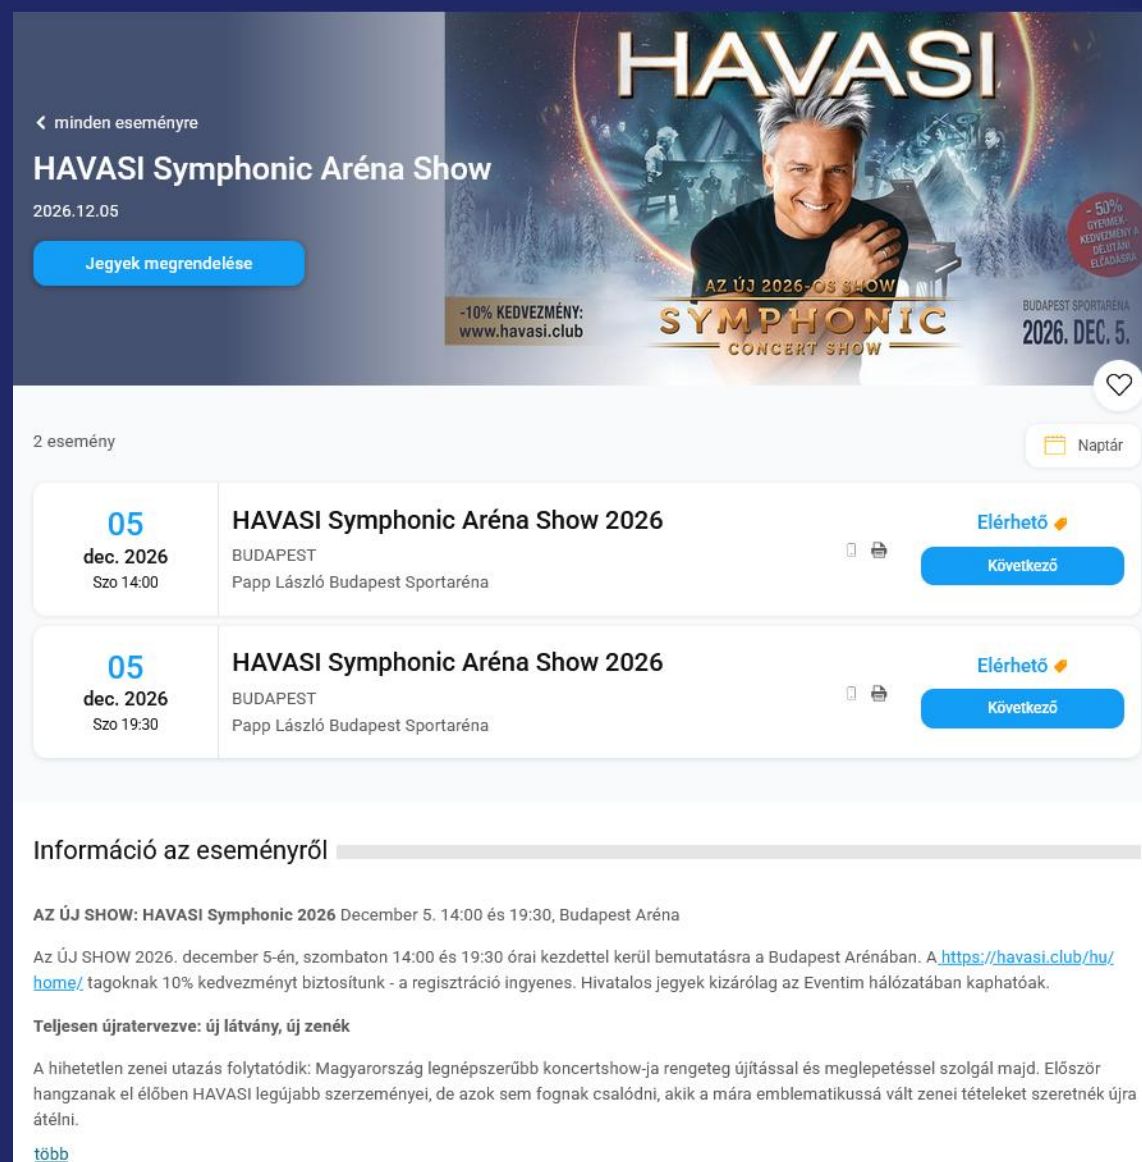 HAVASI
minden eseményre
HAVASI Symphonic Aréna Show
2026.12.05
Jegyek megrendelése
- 50%
GYERMEK-
KEDVEZMÉNY A
DÉLUTÁNI
ELŐADÁSRA
-10% KEDVEZMÉNY:
www.havasi.club
AZ ÚJ 2026-OS SHOW
SYMPHONIC
CONCERT SHOW
BUDAPEST SPORTARÉNA
2026. DEC. 5.
2 esemény
Naptár
05
dec. 2026
Szo 14:00
HAVASI Symphonic Aréna Show 2026
BUDAPEST
Papp László Budapest Sportaréna
Elérhető
Következő
05
dec. 2026
Szo 19:30
HAVASI Symphonic Aréna Show 2026
BUDAPEST
Papp László Budapest Sportaréna
Elérhető
Következő
Információ az eseményről
AZ ÚJ SHOW: HAVASI Symphonic 2026 December 5. 14:00 és 19:30, Budapest Aréna
Az ÚJ SHOW 2026. december 5-én, szombaton 14:00 és 19:30 órai kezdettel kerül bemutatásra a Budapest Arénában. A https://havasi.club/hu/
home/ tagoknak 10% kedvezményt biztosítunk - a regisztráció ingyenes. Hivatalos jegyek kizárólag az Eventim hálózatában kaphatóak.
Teljesen újratervezve: új látvány, új zenék
A hihetetlen zenei utazás folytatódik: Magyarország legnépszerűbb koncertshow-ja rengeteg újítással és meglepetéssel szolgál majd. Először
hangzanak el élőben HAVASI legújabb szerzeményei, de azok sem fognak csalódni, akik a mára emblematikussá vált zenei tételeket szeretnék újra
átélni.
több